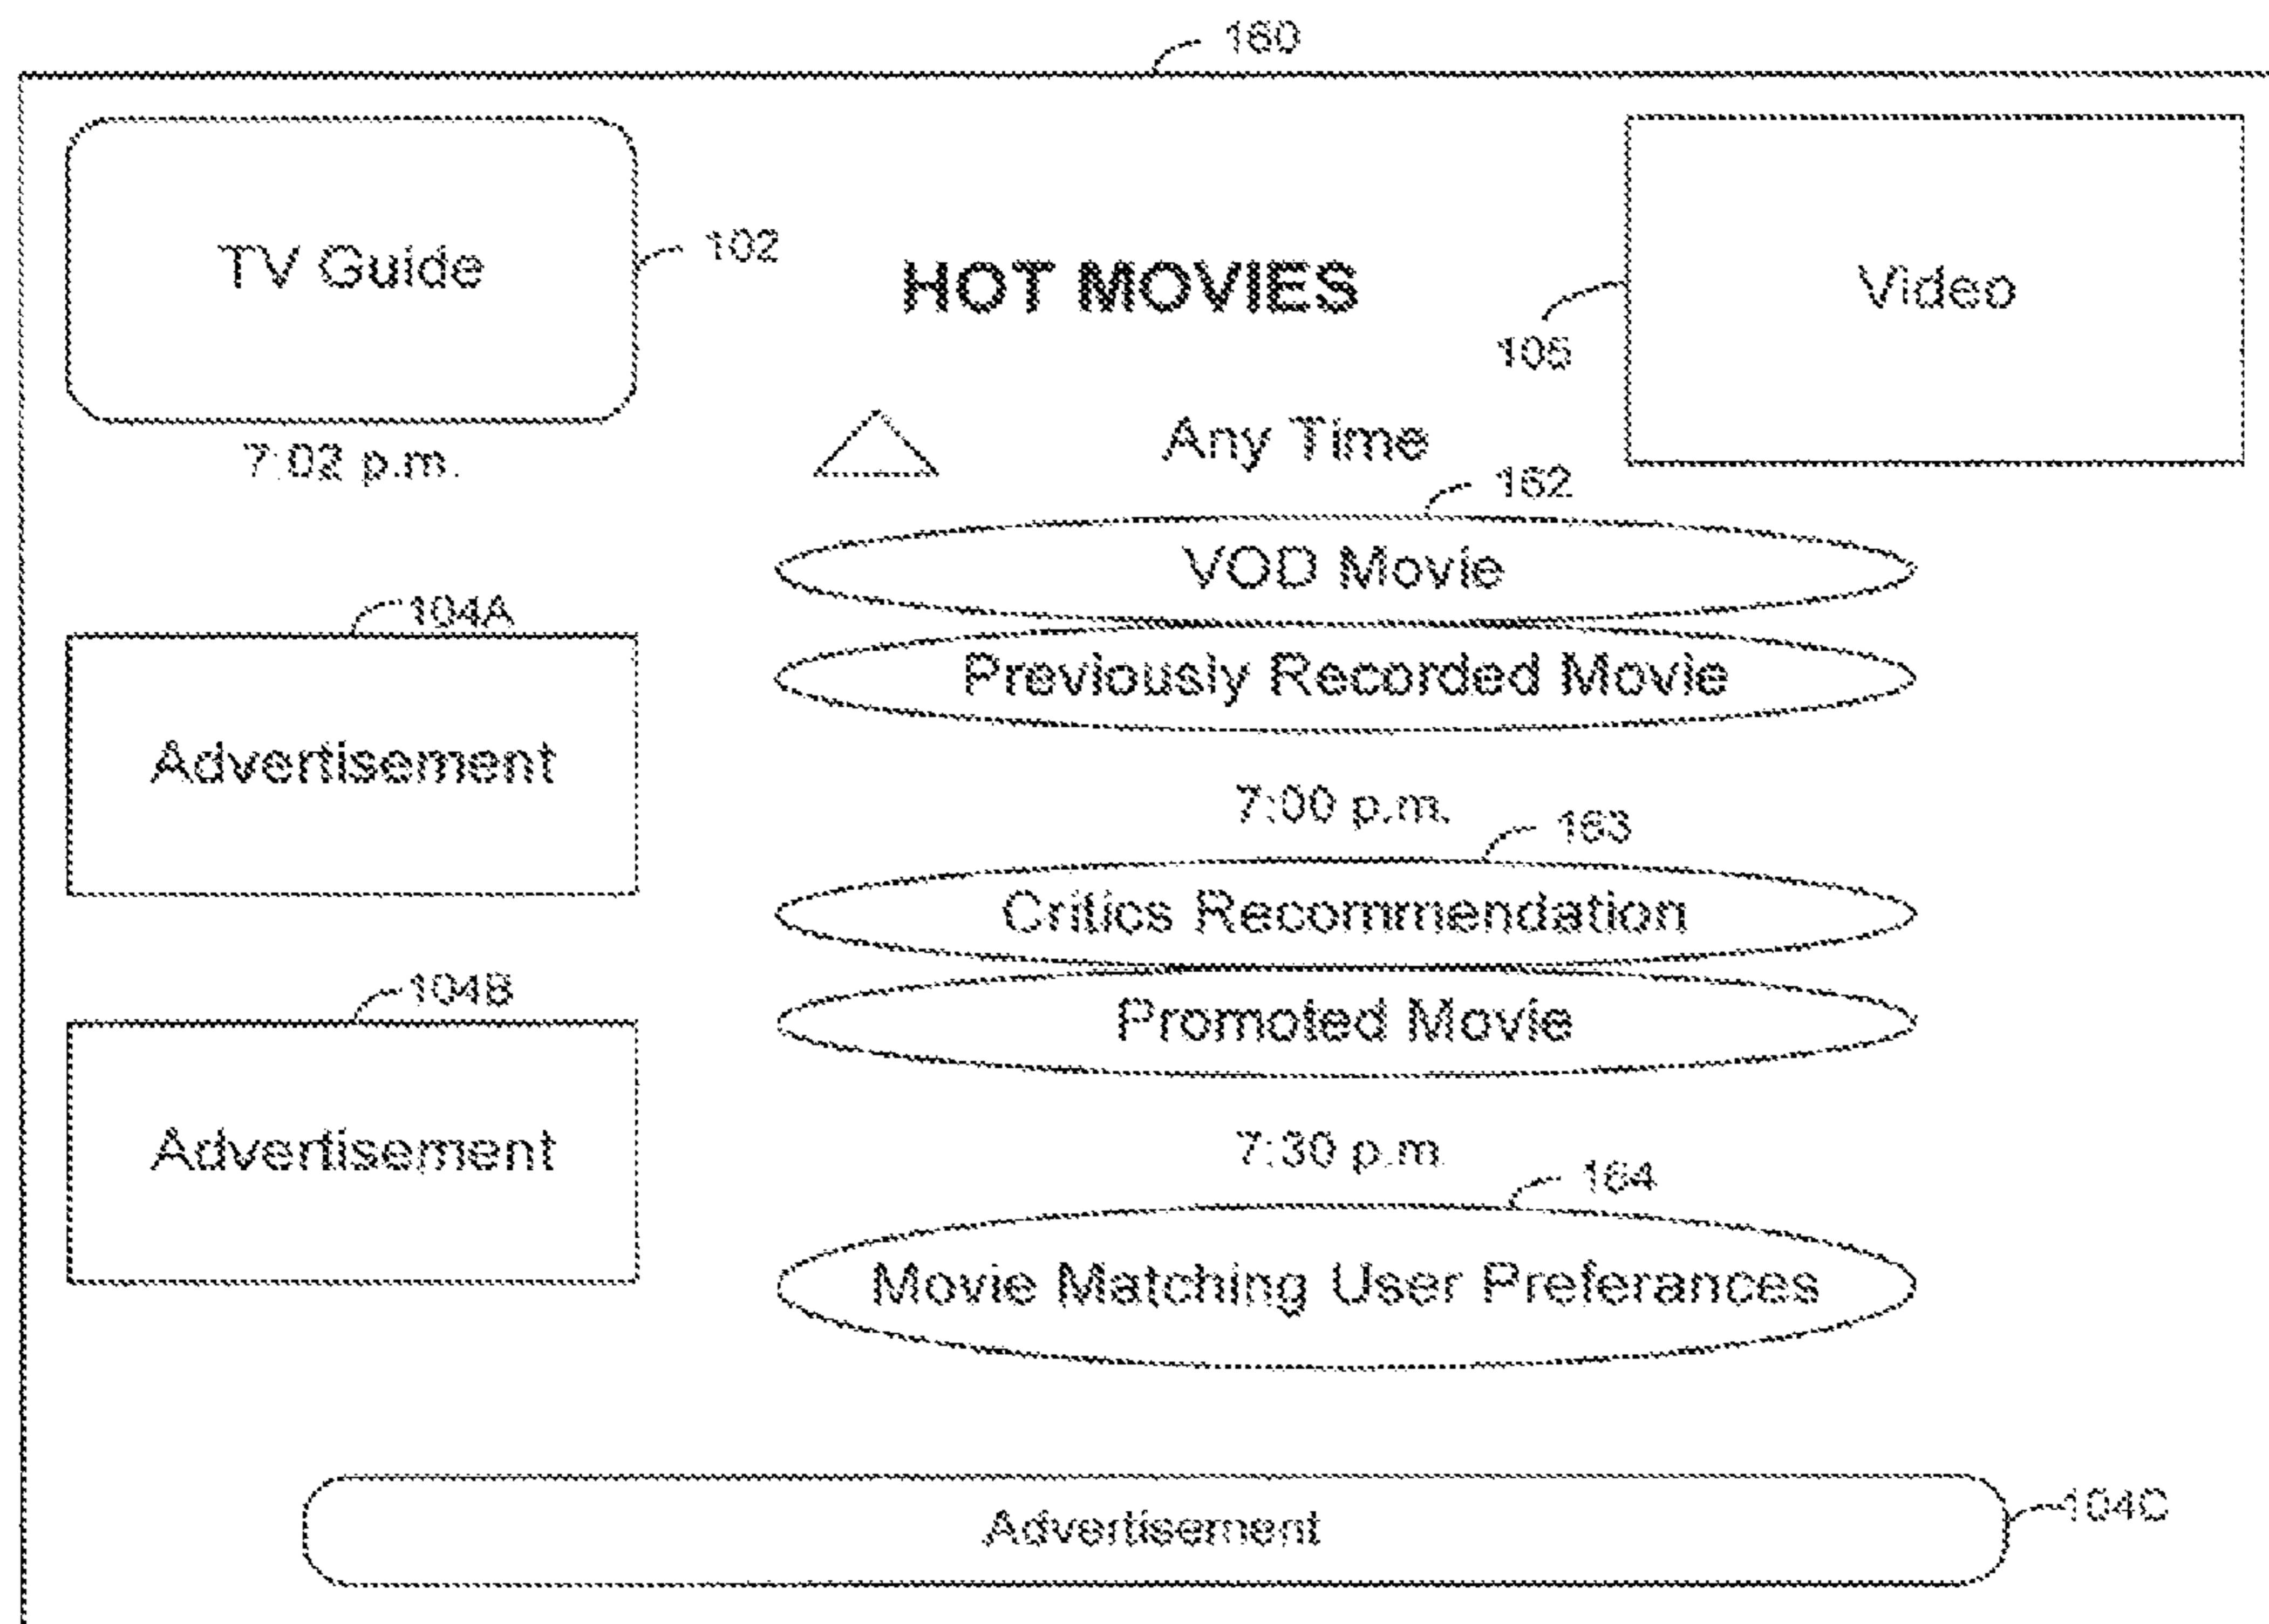 160
TV Guide
102
HOT MOVIES
Video
105
7:02 p.m.
Any Time
162
VOD Movie
Previously Recorded Movie
104A
Advertisement
7:00 p.m.
163
Critics Recommendation
Promoted Movie
104B
Advertisement
7:30 p.m.
164
Movie Matching User Preferances
Advertisement
104C